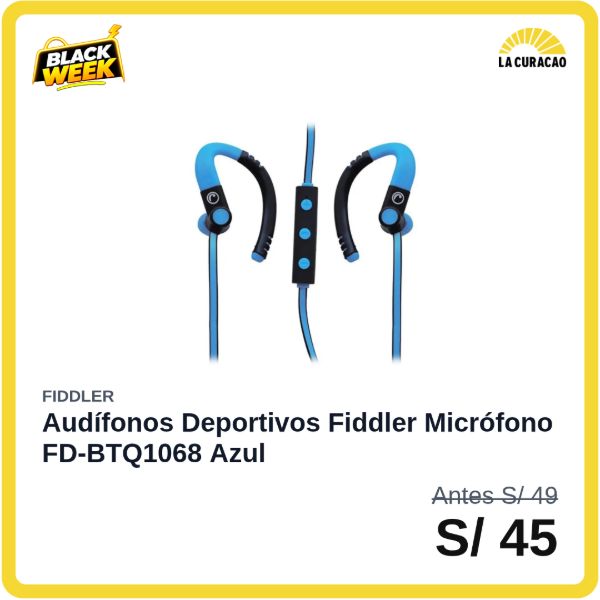 BLACK
WEEK
LA CURACAO
FIDDLER
Audífonos Deportivos Fiddler Micrófono
FD-BTQ1068 Azul
Antes S/ 49
S/ 45